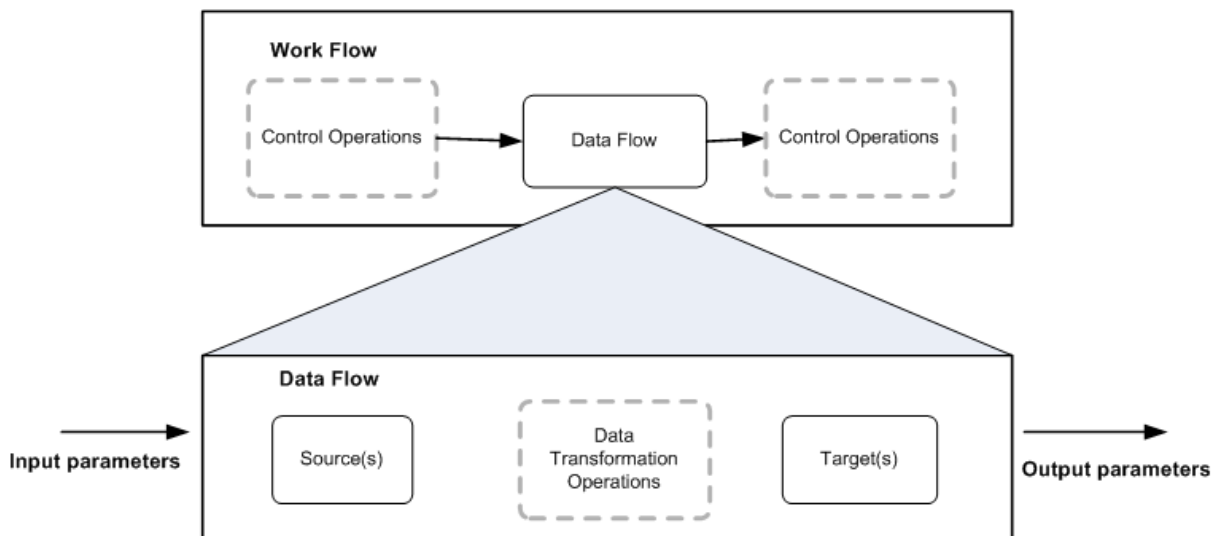 Work Flow
Control Operations
Data Flow
Control Operations
Data Flow
Input parameters
Source(s)
Data
Transformation
Operations
Target(s)
Output parameters